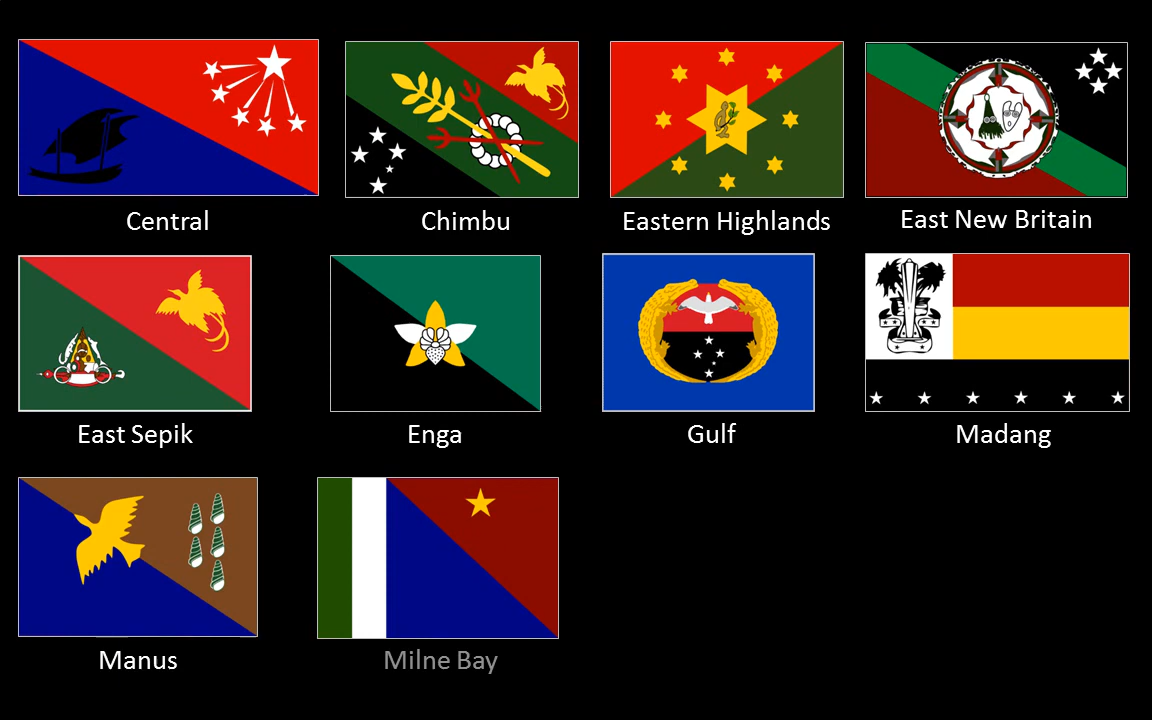 Central
Chimbu
Eastern Highlands
East New Britain
East Sepik
Enga
Gulf
Madang
Manus
Milne Bay